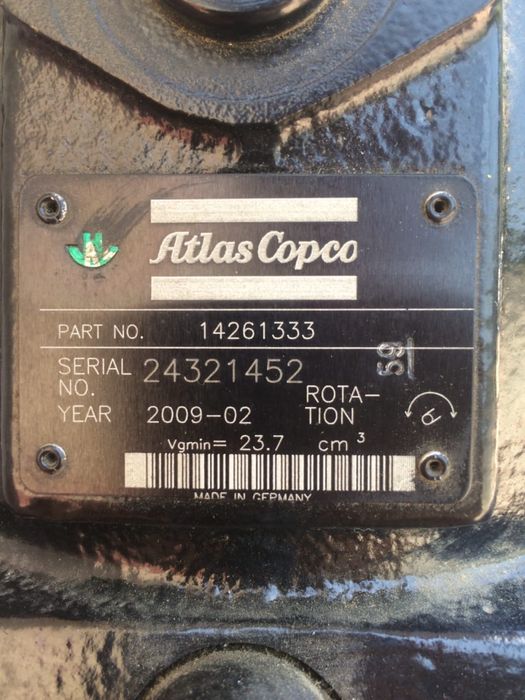 Atlas Copco
PART NO. 14261333
59
SERIAL NO. 24321452
YEAR 2009-02 ROTA-TION
Vgmin= 23.7 cm³
MADE IN GERMANY